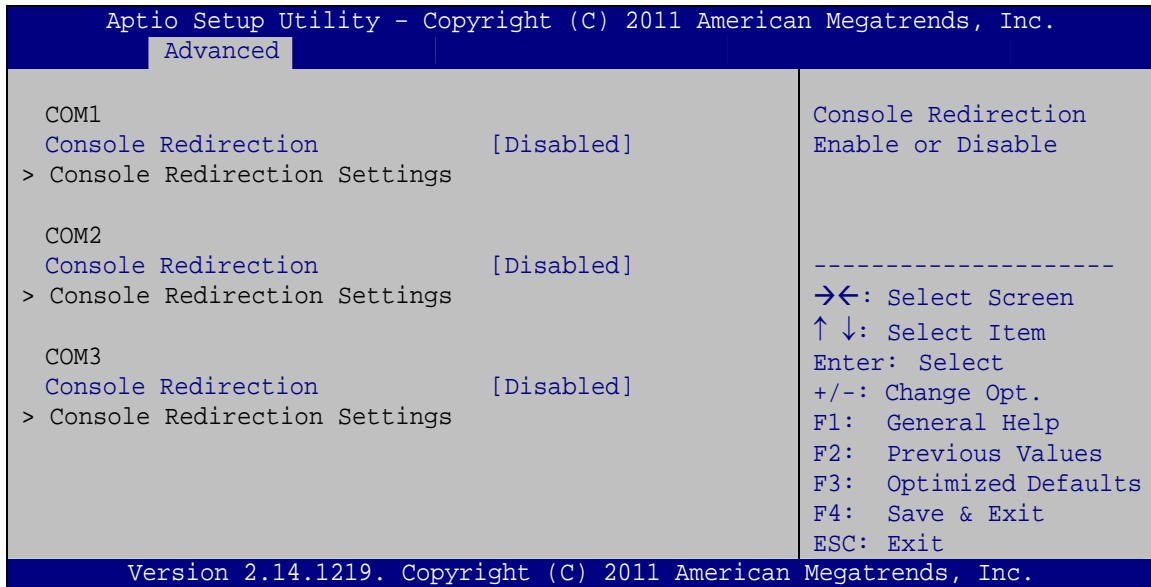 Aptio Setup Utility – Copyright (C) 2011 American Megatrends, Inc.
Advanced
COM1
Console Redirection [Disabled]
> Console Redirection Settings
COM2
Console Redirection [Disabled]
> Console Redirection Settings
COM3
Console Redirection [Disabled]
> Console Redirection Settings
Console Redirection
Enable or Disable
---------------------
→←: Select Screen
↑ ↓: Select Item
Enter: Select
+/-: Change Opt.
F1: General Help
F2: Previous Values
F3: Optimized Defaults
F4: Save & Exit
ESC: Exit
Version 2.14.1219. Copyright (C) 2011 American Megatrends, Inc.